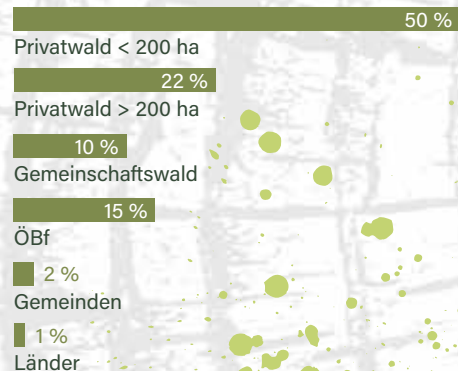 50 %
Privatwald < 200 ha
22 %
Privatwald > 200 ha
10 %
Gemeinschaftswald
15 %
ÖBf
2 %
Gemeinden
1 %
Länder